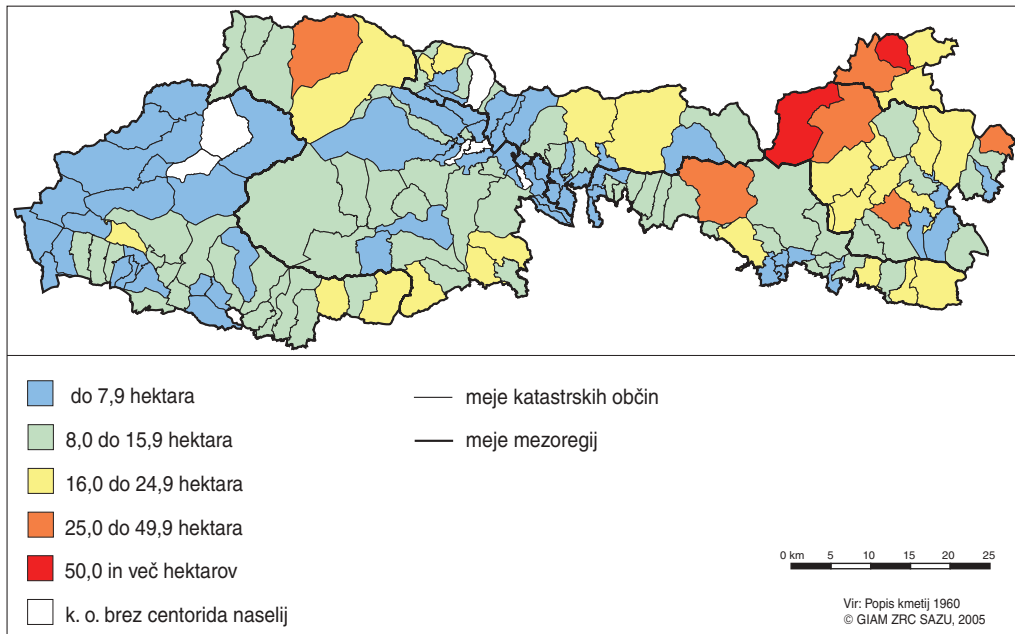 do 7,9 hektara
8,0 do 15,9 hektara
16,0 do 24,9 hektara
25,0 do 49,9 hektara
50,0 in več hektarov
k. o. brez centorida naselij
meje katastrskih občin
meje mezoregij
0 km 5 10 15 20 25
Vir: Popis kmetij 1960
© GIAM ZRC SAZU, 2005